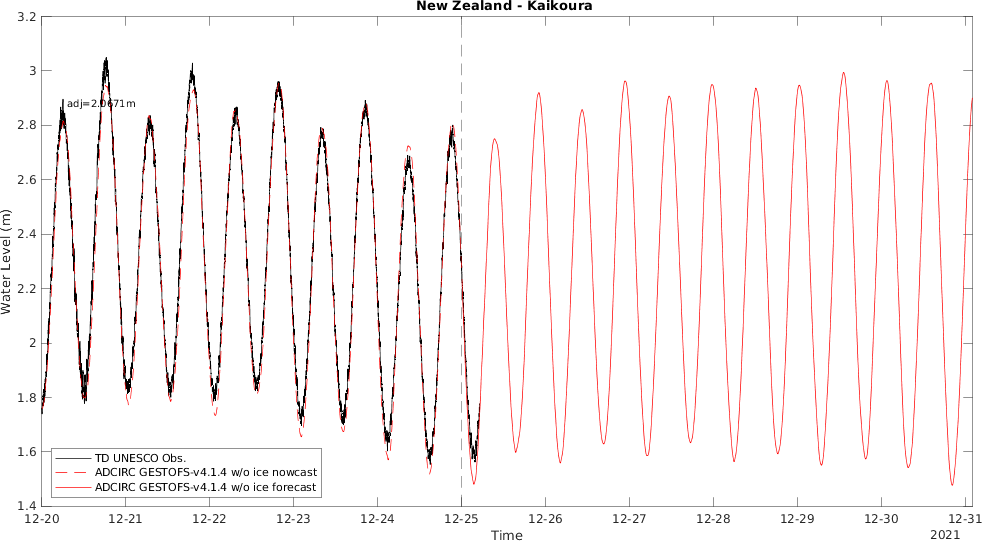 New Zealand - Kaikoura
3.2
3
2.8
2.6
2.4
2.2
2
1.8
1.6
1.4
Water Level (m)
adj=2.0671m
TD UNESCO Obs.
ADCIRC GESTOFS-v4.1.4 w/o ice nowcast
ADCIRC GESTOFS-v4.1.4 w/o ice forecast
12-20 12-21 12-22 12-23 12-24 12-25 12-26 12-27 12-28 12-29 12-30 12-31
Time
2021